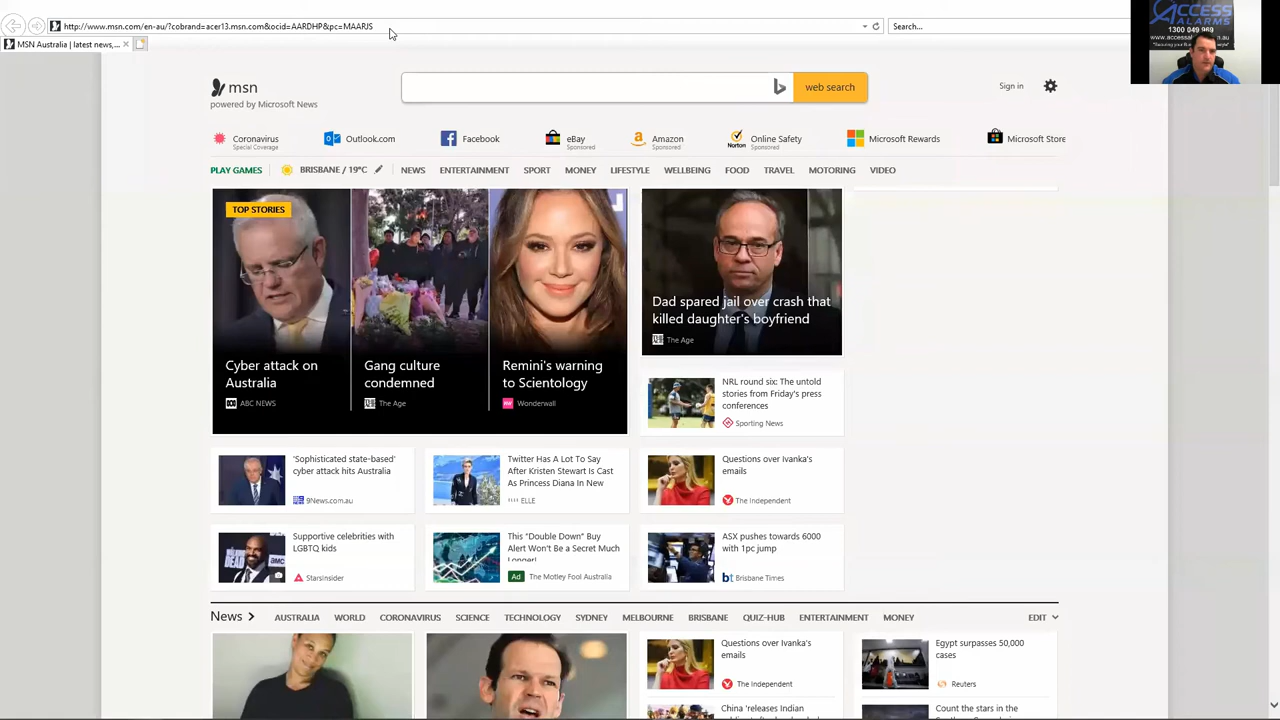 http://www.msn.com/en-au/?cobrand=acer13.msn.com&ocid=AARDHP&pc=MAARJS
Search...
ACCESS
ALARMS
1300 049 969
MSN Australia | latest news,...
msn
powered by Microsoft News
web search
Sign in
Coronavirus
Special Coverage
Outlook.com
Facebook
eBay
Sponsored
Amazon
Sponsored
Online Safety
Sponsored
Microsoft Rewards
Microsoft Store
PLAY GAMES
BRISBANE / 19°C
NEWS
ENTERTAINMENT
SPORT
MONEY
LIFESTYLE
WELLBEING
FOOD
TRAVEL
MOTORING
VIDEO
TOP STORIES
Cyber attack on
Australia
ABC NEWS
Gang culture
condemned
The Age
Remini's warning
to Scientology
Wonderwall
Dad spared jail over crash that
killed daughter's boyfriend
The Age
NRL round six: The untold
stories from Friday's press
conferences
Sporting News
'Sophisticated state-based'
cyber attack hits Australia
9News.com.au
Twitter Has A Lot To Say
After Kristen Stewart Is Cast
As Princess Diana In New
ELLE
Questions over Ivanka's
emails
The Independent
Supportive celebrities with
LGBTQ kids
StarsInsider
This "Double Down" Buy
Alert Won't Be a Secret Much
Longer!
Ad
The Motley Fool Australia
ASX pushes towards 6000
with 1pc jump
bt
Brisbane Times
News
AUSTRALIA
WORLD
CORONAVIRUS
SCIENCE
TECHNOLOGY
SYDNEY
MELBOURNE
BRISBANE
QUIZ-HUB
ENTERTAINMENT
MONEY
EDIT
Questions over Ivanka's
emails
The Independent
Egypt surpasses 50,000
cases
Reuters
China 'releases Indian
Count the stars in the